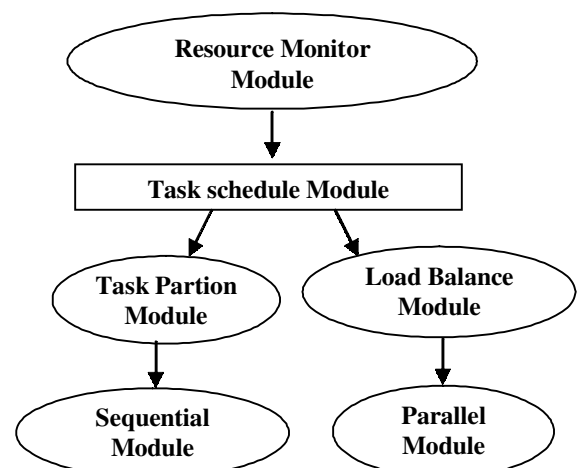 Resource Monitor
Module
Task schedule Module
Task Partion
Module
Load Balance
Module
Sequential
Module
Parallel
Module